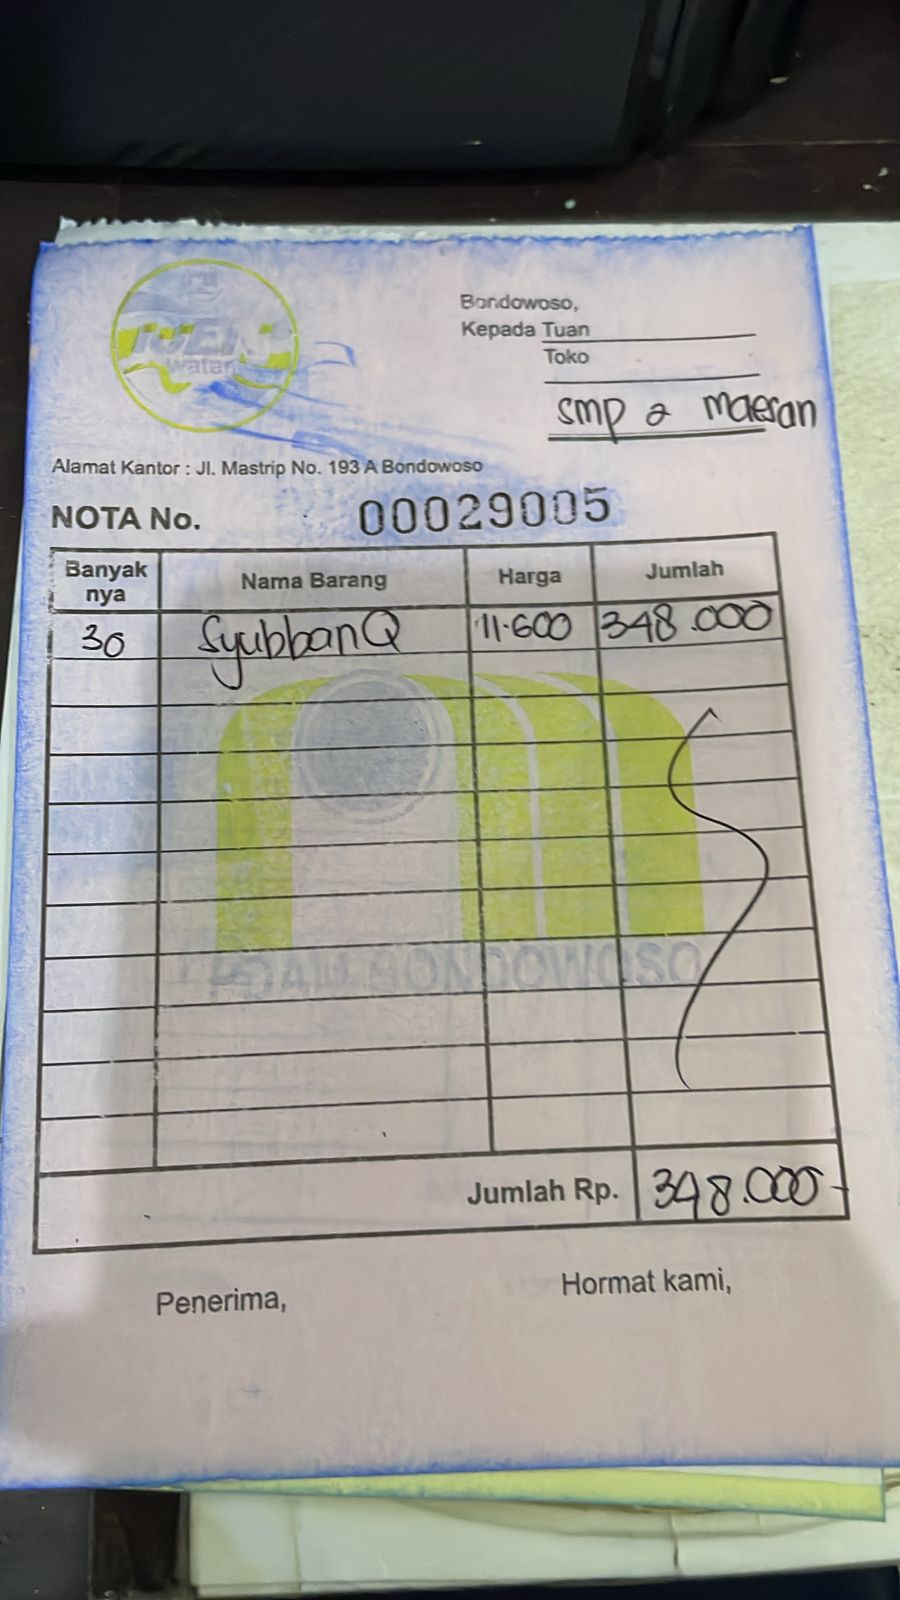 Bondowoso,
Kepada Tuan
Toko
SMP 2 maesan
water
Alamat Kantor : Jl. Mastrip No. 193 A Bondowoso
NOTA No. 00029005
Banyak nya Nama Barang Harga Jumlah
30 SyubbanQ 11.600 348.000
PDAM BONDOWOSO
Jumlah Rp. 348.000-
Penerima, Hormat kami,